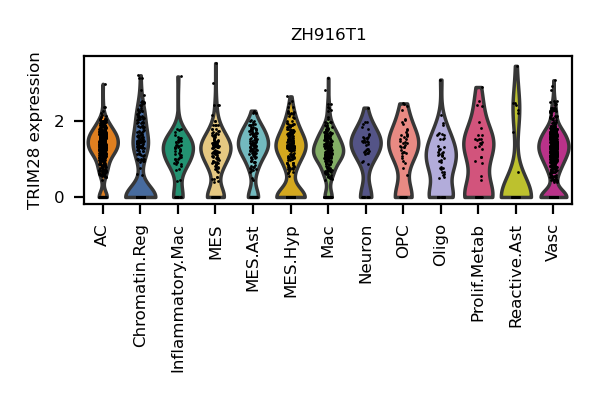 ZH916T1
TRIM28 expression
2
0
AC
Chromatin.Reg
Inflammatory.Mac
MES
MES.Ast
MES.Hyp
Mac
Neuron
OPC
Oligo
Prolif.Metab
Reactive.Ast
Vasc